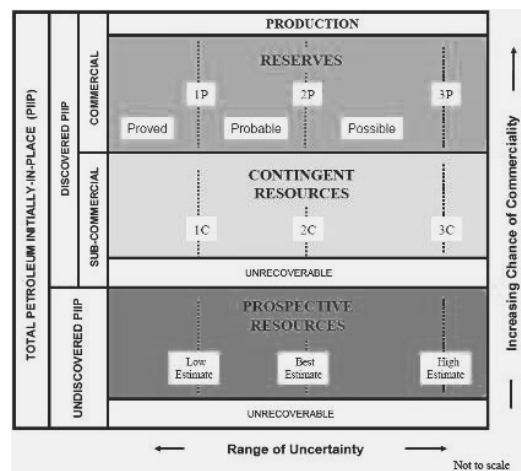 TOTAL PETROLEUM INITIALLY-IN-PLACE (PIIP)
DISCOVERED PIIP
COMMERCIAL
PRODUCTION
RESERVES
1P 2P 3P
Proved Probable Possible
SUB-COMMERCIAL
CONTINGENT
RESOURCES
1C 2C 3C
UNRECOVERABLE
UNDISCOVERED PIIP
PROSPECTIVE
RESOURCES
Low Best High
Estimate Estimate Estimate
UNRECOVERABLE
Increasing Chance of Commerciality
Range of Uncertainty
Not to scale